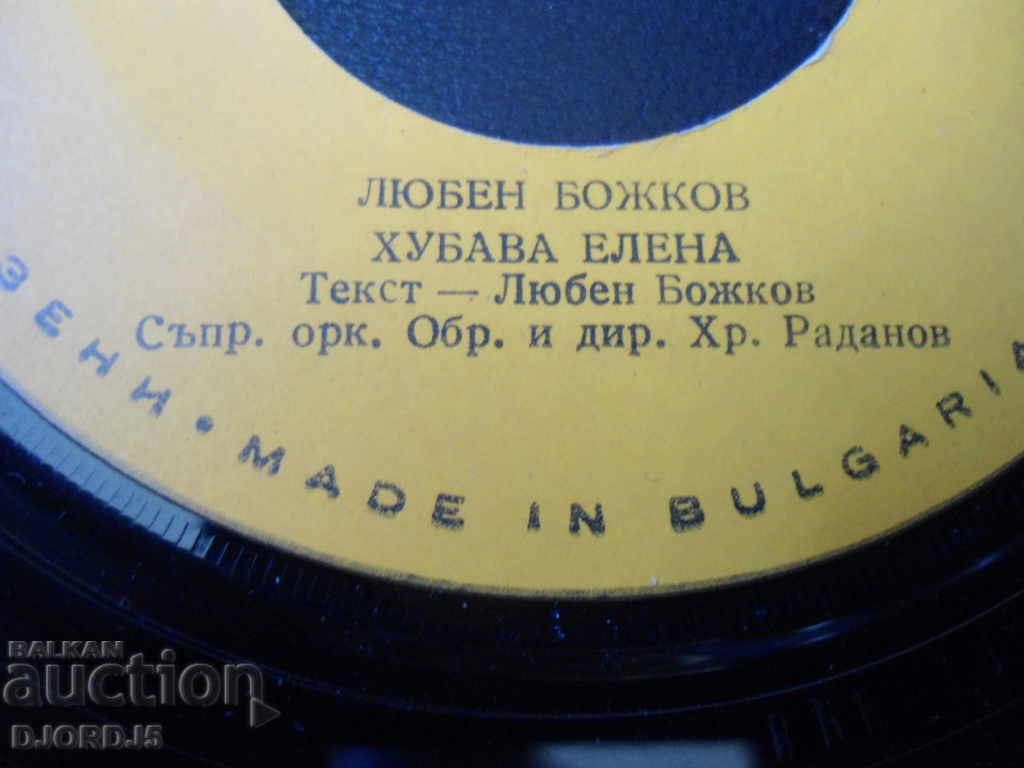 ЛЮБЕН БОЖКОВ
ХУБАВА ЕЛЕНА
Текст — Любен Божков
Съпр. орк. Обр. и дир. Хр. Раданов
ЗЕНИ • MADE IN BULGARIA
BALKAN
auction
DJORDJ5